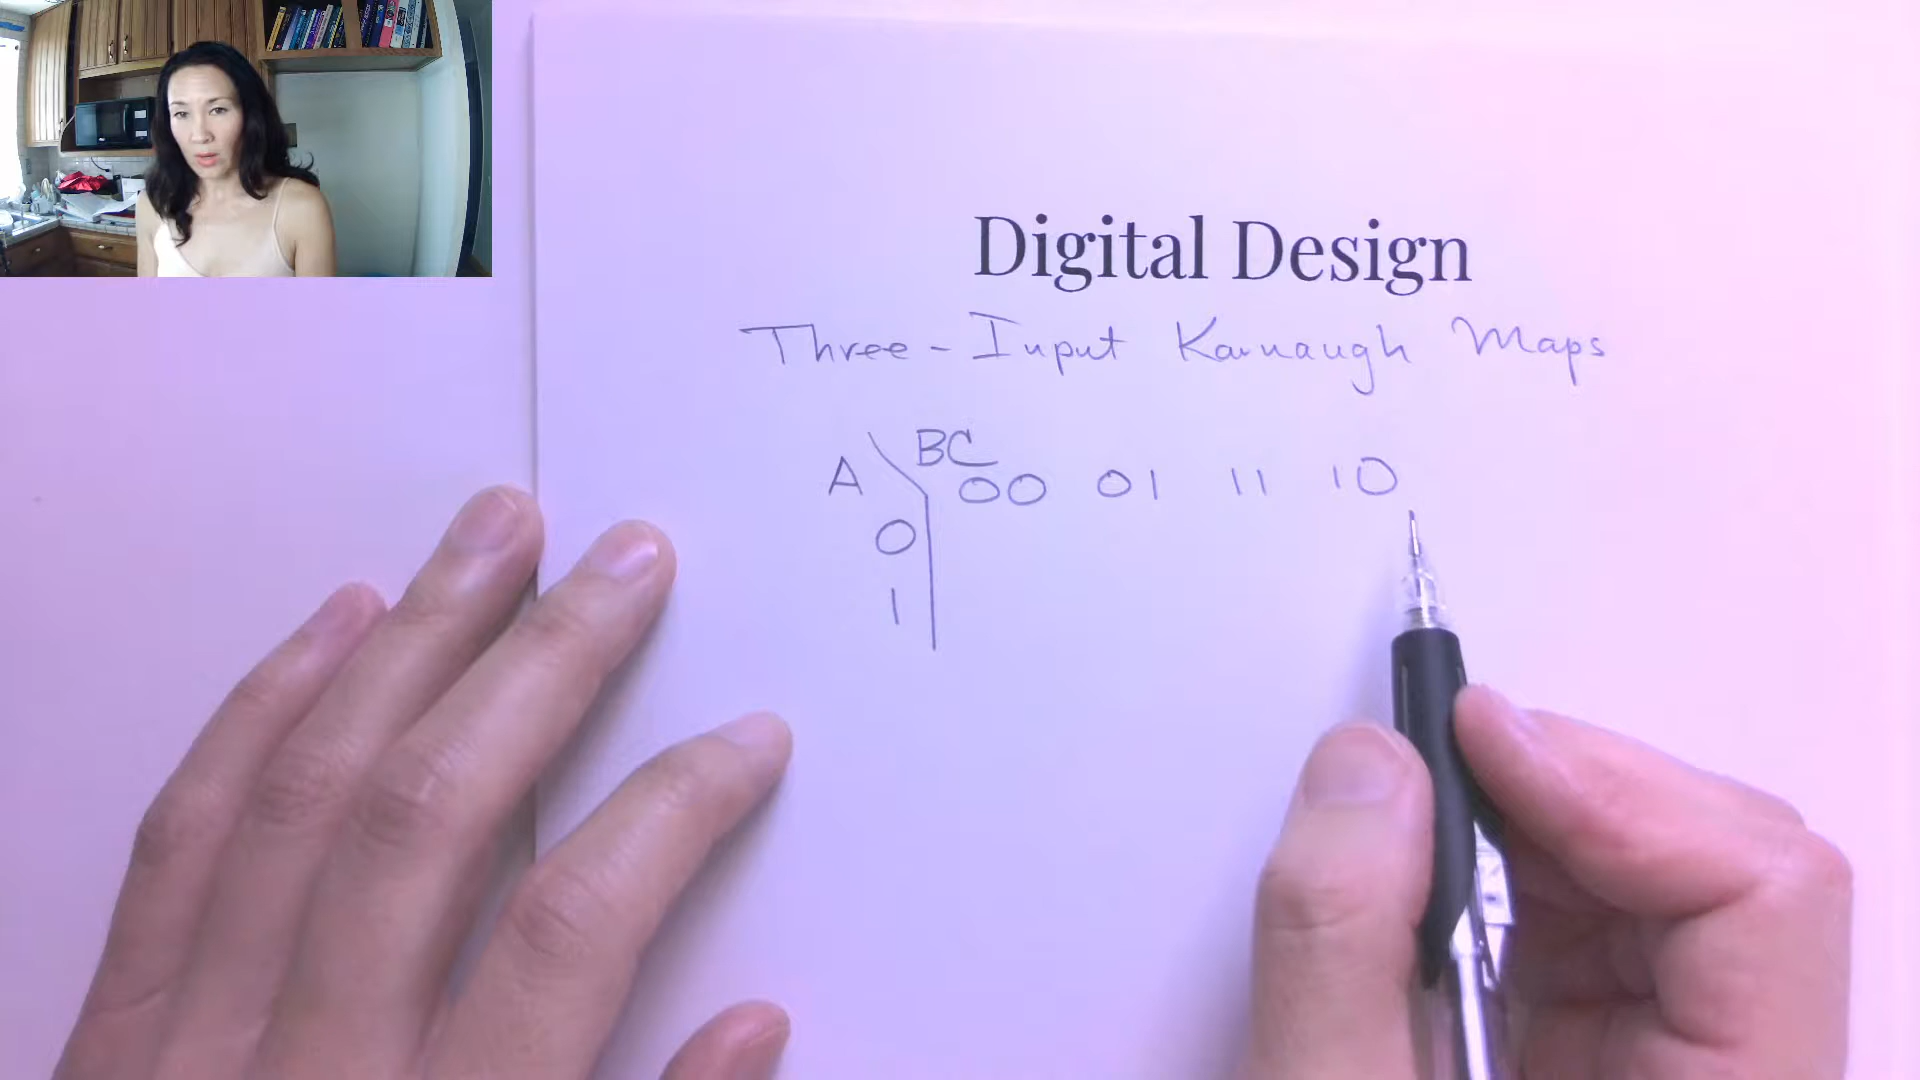 Digital Design
Three-Input Karnaugh Maps
A BC
00 01 11 10
0
1